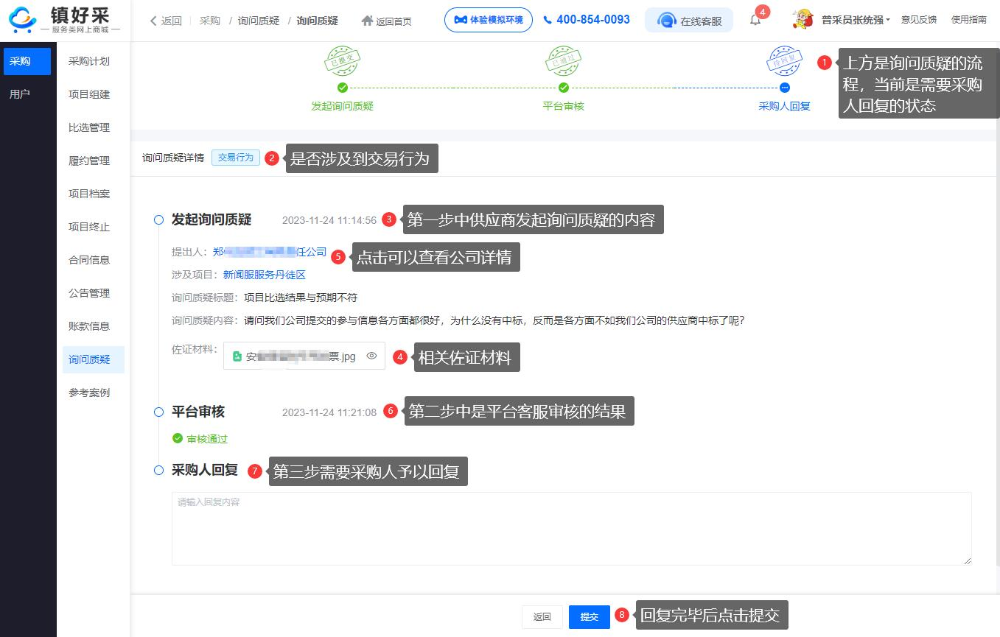 镇好采
服务类网上商城
返回
采购 / 询问质疑 / 询问质疑
返回首页
体验模拟环境
400-854-0093
在线客服
4
普采员张统强
意见反馈
使用指南
采购
用户
采购计划
项目组建
比选管理
履约管理
项目档案
项目终止
合同信息
公告管理
账款信息
询问质疑
参考案例
已提交
已通过
待回复
发起询问质疑
平台审核
采购人回复
1
上方是询问质疑的流
程，当前是需要采购
人回复的状态
询问质疑详情
交易行为
2
是否涉及到交易行为
发起询问质疑
2023-11-24 11:14:56
3
第一步中供应商发起询问质疑的内容
提出人：
郑 任公司
5
点击可以查看公司详情
涉及项目：新闻服服务丹徒区
询问质疑标题：项目比选结果与预期不符
询问质疑内容：请问我们公司提交的参与信息各方面都很好，为什么没有中标，反而是各方面不如我们公司的供应商中标了呢?
佐证材料：
安 票.jpg
4
相关佐证材料
平台审核
2023-11-24 11:21:08
6
第二步中是平台客服审核的结果
审核通过
采购人回复
7
第三步需要采购人予以回复
请输入回复内容
返回
提交
8
回复完毕后点击提交